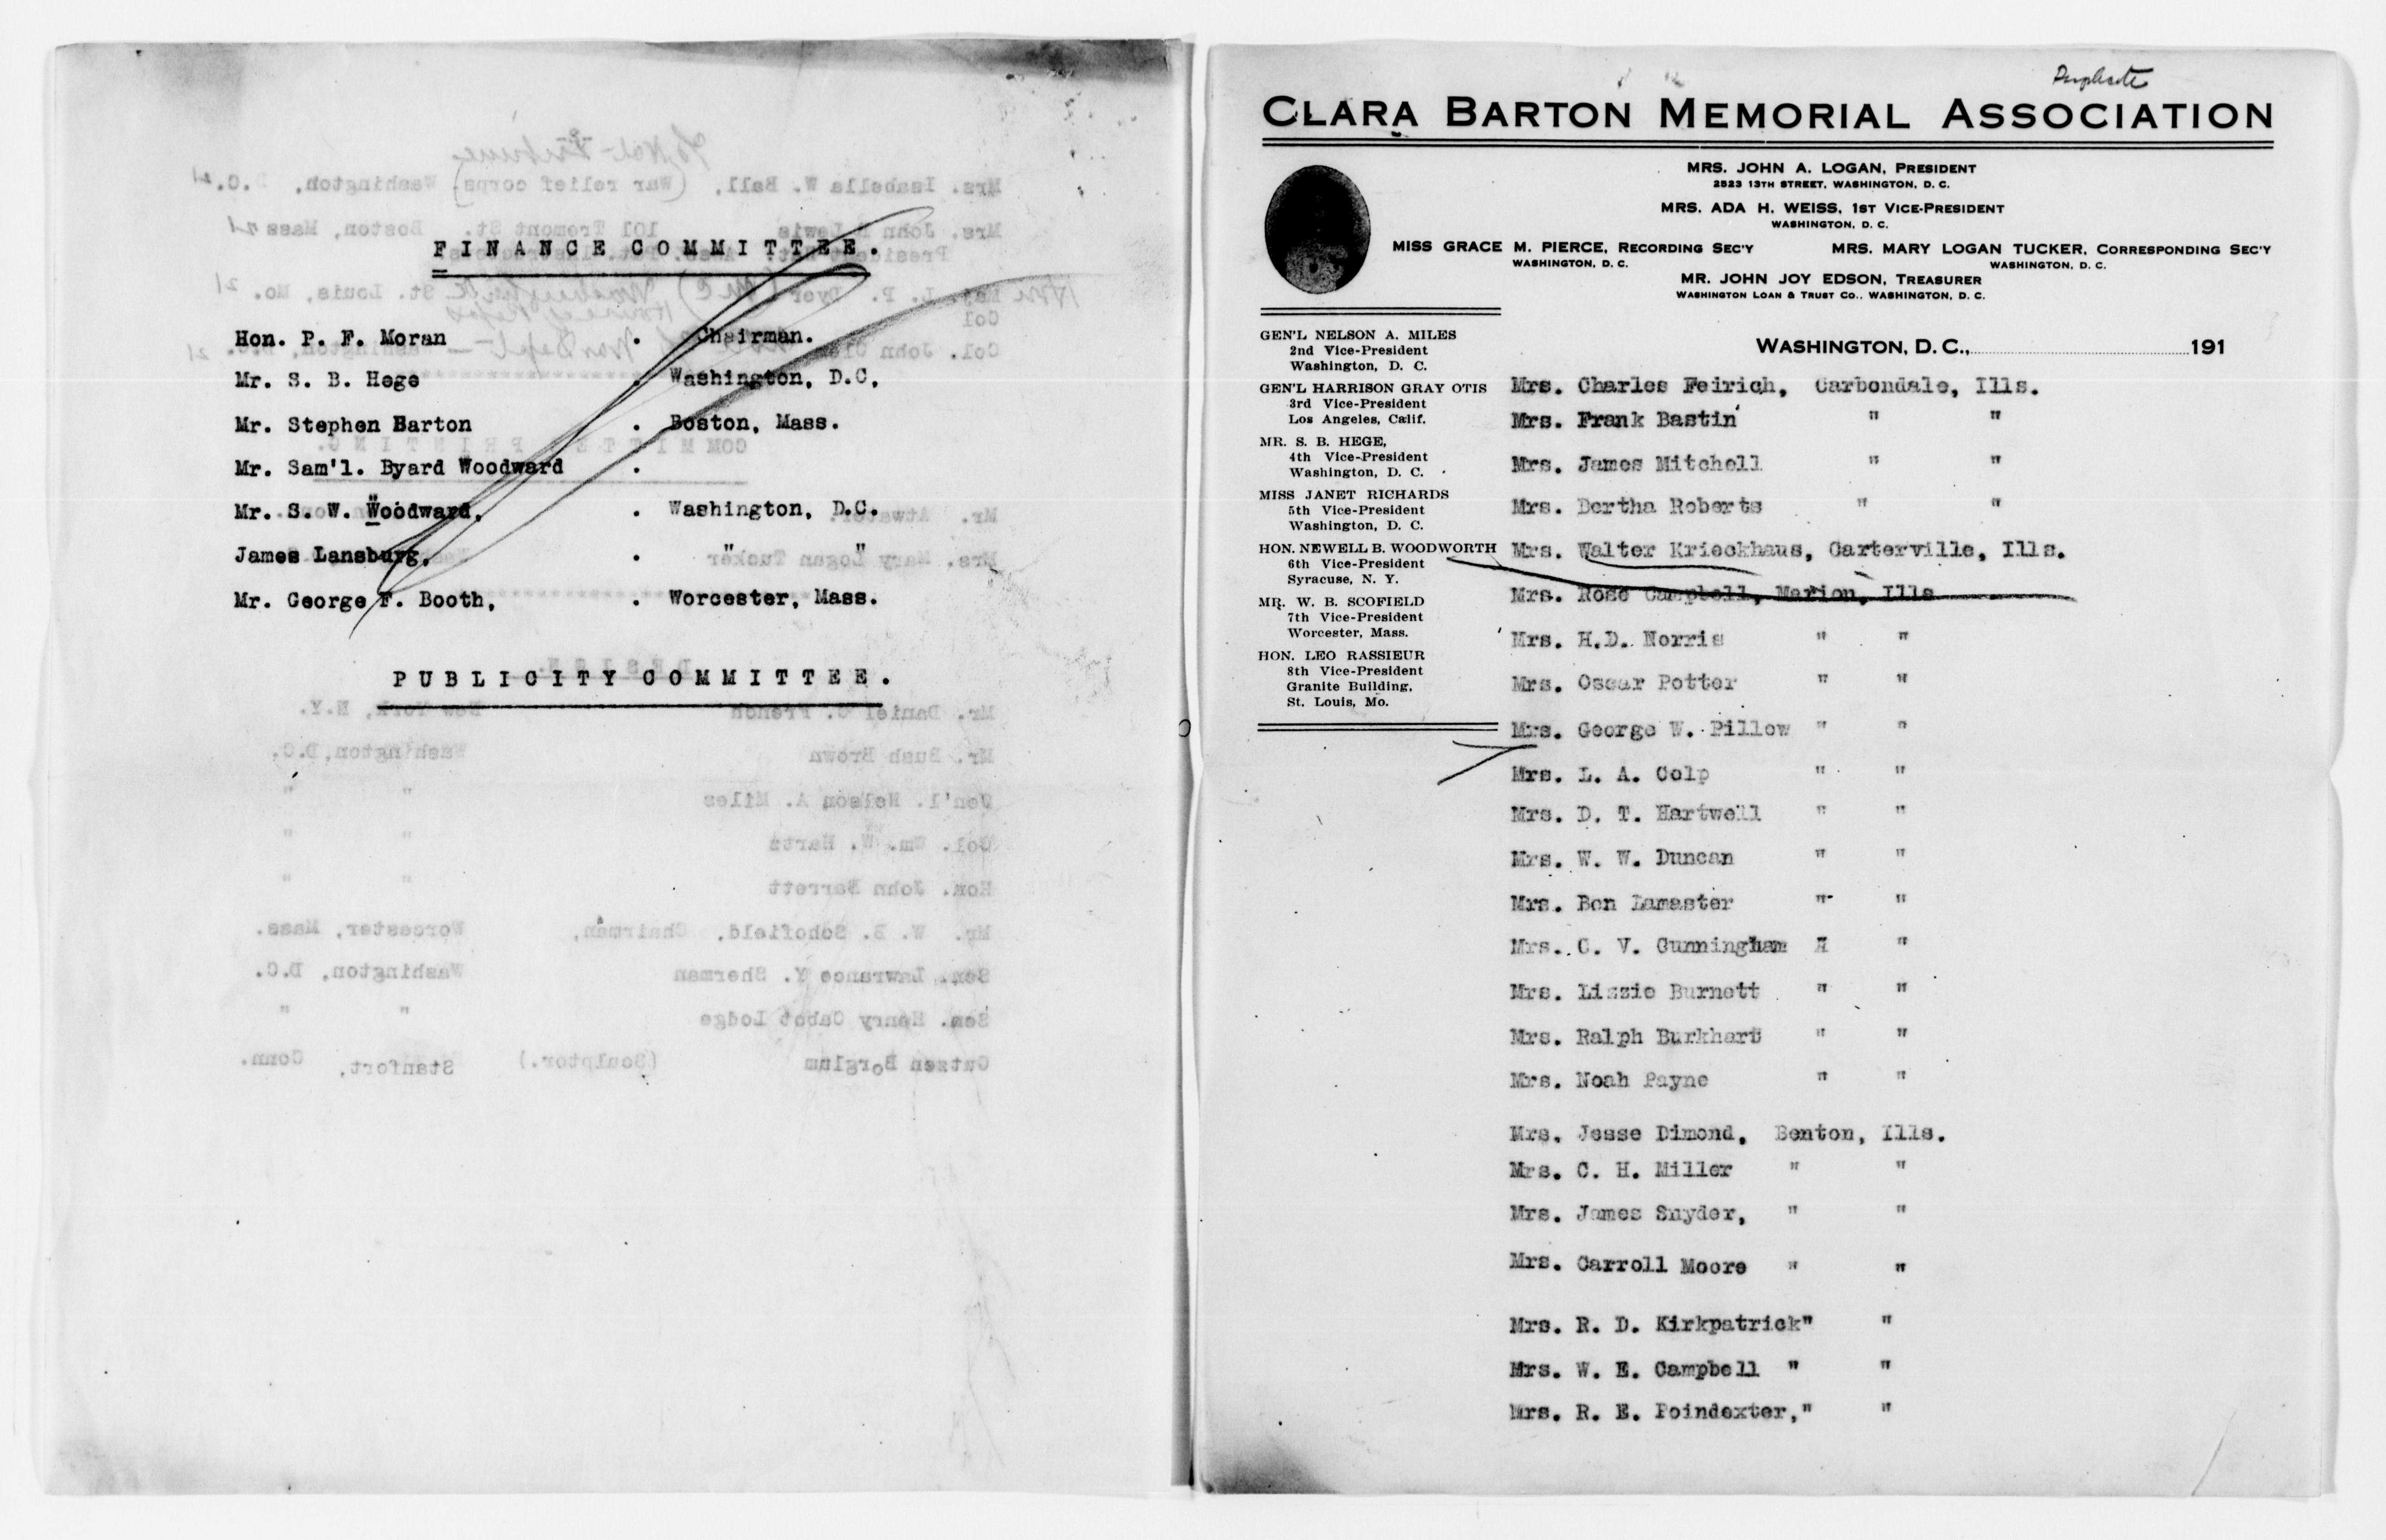 FINANCE COMMITTEE.
Hon. P. F. Moran . Chairman.
Mr. S. B. Hege . Washington, D.C.
Mr. Stephen Barton . Boston, Mass.
Mr. Sam'l. Byard Woodward .
Mr. S. W. Woodward, . Washington, D.C.
James Lansburg, . " "
Mr. George F. Booth, . Worcester, Mass.
PUBLICITY COMMITTEE.
Duplicate
CLARA BARTON MEMORIAL ASSOCIATION
MRS. JOHN A. LOGAN, PRESIDENT
2523 13TH STREET, WASHINGTON, D. C.
MRS. ADA H. WEISS, 1ST VICE-PRESIDENT
WASHINGTON, D. C.
MISS GRACE M. PIERCE, RECORDING SEC'Y
WASHINGTON, D. C.
MRS. MARY LOGAN TUCKER, CORRESPONDING SEC'Y
WASHINGTON, D. C.
MR. JOHN JOY EDSON, TREASURER
WASHINGTON LOAN & TRUST CO., WASHINGTON, D. C.
GEN'L NELSON A. MILES
2nd Vice-President
Washington, D. C.
GEN'L HARRISON GRAY OTIS
3rd Vice-President
Los Angeles, Calif.
MR. S. B. HEGE,
4th Vice-President
Washington, D. C.
MISS JANET RICHARDS
5th Vice-President
Washington, D. C.
HON. NEWELL B. WOODWORTH
6th Vice-President
Syracuse, N. Y.
MR. W. B. SCOFIELD
7th Vice-President
Worcester, Mass.
HON. LEO RASSIEUR
8th Vice-President
Granite Building,
St. Louis, Mo.
WASHINGTON, D. C., 191
Mrs. Charles Feirich, Carbondale, Ills.
Mrs. Frank Bastin " "
Mrs. James Mitchell " "
Mrs. Bertha Roberts " "
Mrs. Walter Krieckhaus, Carterville, Ills.
Mrs. Rose Campbell, Marion, Ills
Mrs. H.D. Norris " "
Mrs. Oscar Potter " "
Mrs. George W. Pillow " "
Mrs. L. A. Colp " "
Mrs. D. T. Hartwell " "
Mrs. W. W. Duncan " "
Mrs. Ben Lamaster " "
Mrs. C. V. Cunningham " "
Mrs. Lizzie Burnett " "
Mrs. Ralph Burkhart " "
Mrs. Noah Payne " "
Mrs. Jesse Dimond, Benton, Ills.
Mrs. C. H. Miller " "
Mrs. James Snyder, " "
Mrs. Carroll Moore " "
Mrs. R. D. Kirkpatrick" "
Mrs. W. E. Campbell " "
Mrs. R. E. Poindexter," "